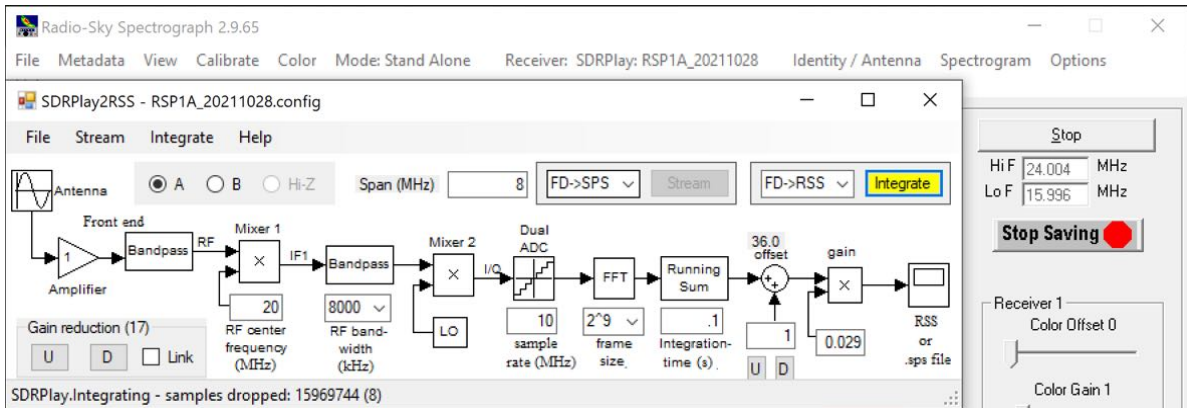 Radio-Sky Spectrograph 2.9.65
File Metadata View Calibrate Color Mode: Stand Alone Receiver: SDRPlay: RSP1A_20211028 Identity / Antenna Spectrogram Options
SDRPlay2RSS - RSP1A_20211028.config
File Stream Integrate Help
Antenna
A B Hi-Z
Span (MHz) 8
FD->SPS Stream
FD->RSS Integrate
Front end
1
Amplifier
Bandpass
RF
Mixer 1
×
IF1
20
RF center
frequency
(MHz)
Bandpass
8000
RF band-
width
(kHz)
Mixer 2
×
LO
I/Q
Dual
ADC
10
sample
rate (MHz)
FFT
2^9
frame
size.
Running
Sum
.1
Integration-
time (s) .
36.0
offset
++
1
U D
gain
×
0.029
RSS
or
.sps file
Gain reduction (17)
U D Link
SDRPlay.Integrating - samples dropped: 15969744 (8)
Stop
Hi F 24.004 MHz
Lo F 15.996 MHz
Stop Saving
Receiver 1
Color Offset 0
Color Gain 1